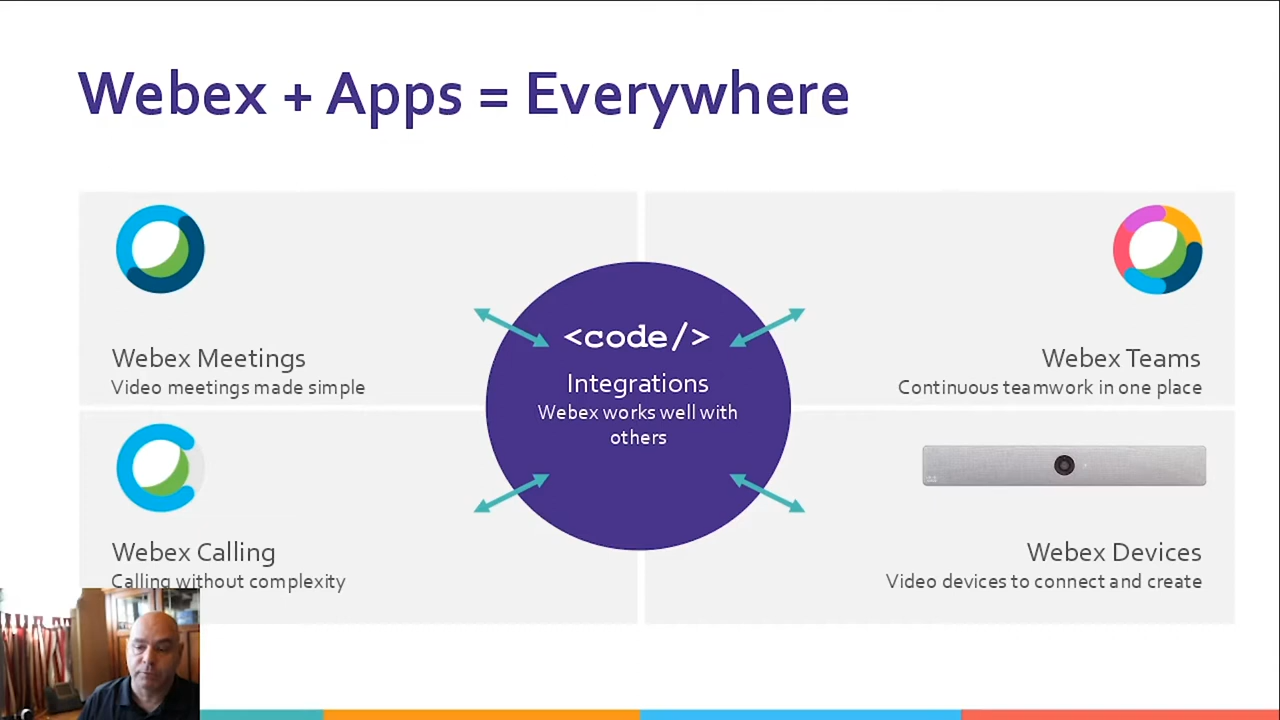 Webex + Apps = Everywhere
Webex Meetings
Video meetings made simple
Webex Teams
Continuous teamwork in one place
<code/>
Integrations
Webex works well with
others
Webex Calling
Calling without complexity
Webex Devices
Video devices to connect and create